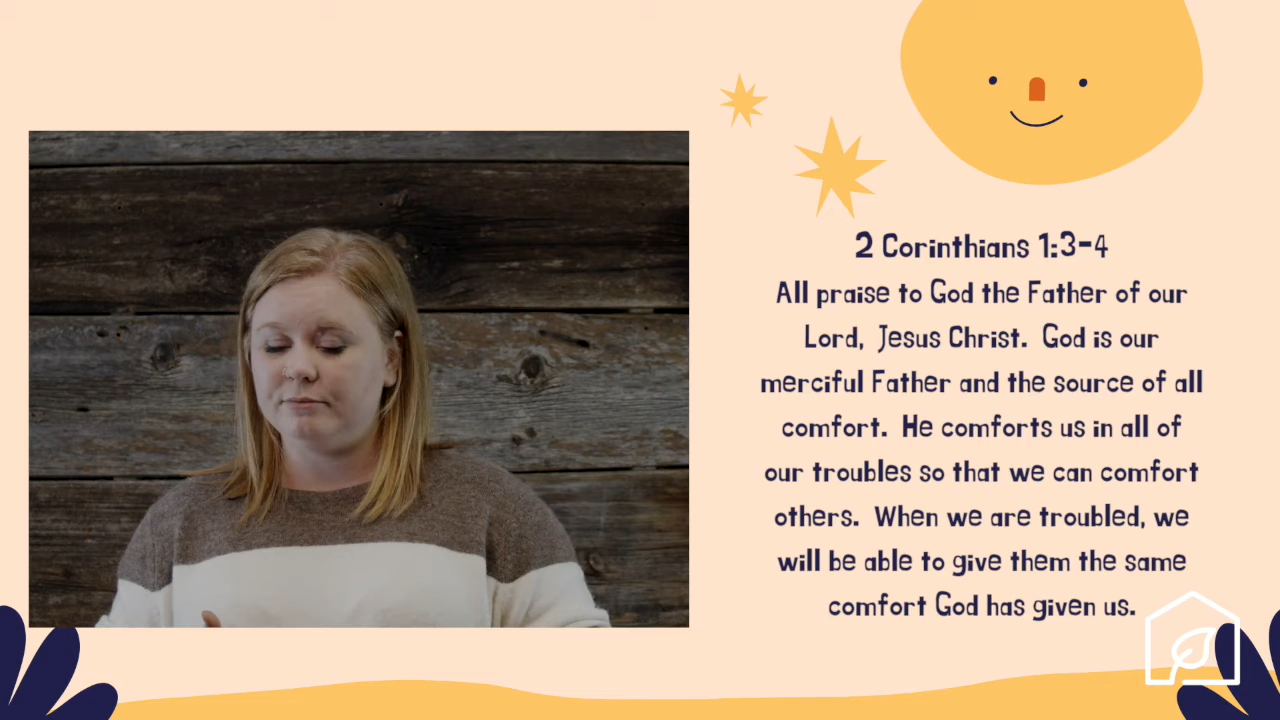 2 Corinthians 1:3-4
All praise to God the Father of our
Lord, Jesus Christ. God is our
merciful Father and the source of all
comfort. He comforts us in all of
our troubles so that we can comfort
others. When we are troubled, we
will be able to give them the same
comfort God has given us.